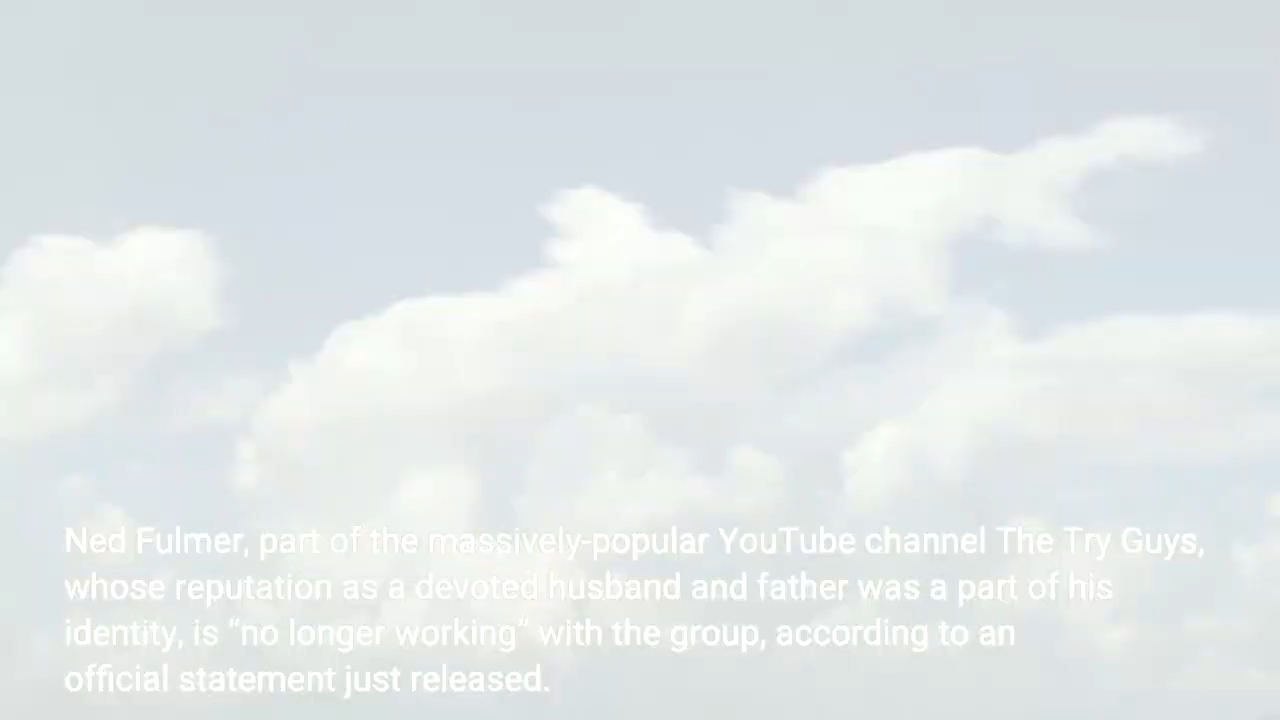 Ned Fulmer, part of the massively-popular YouTube channel The Try Guys,
whose reputation as a devoted husband and father was a part of his
identity, is “no longer working” with the group, according to an
official statement just released.